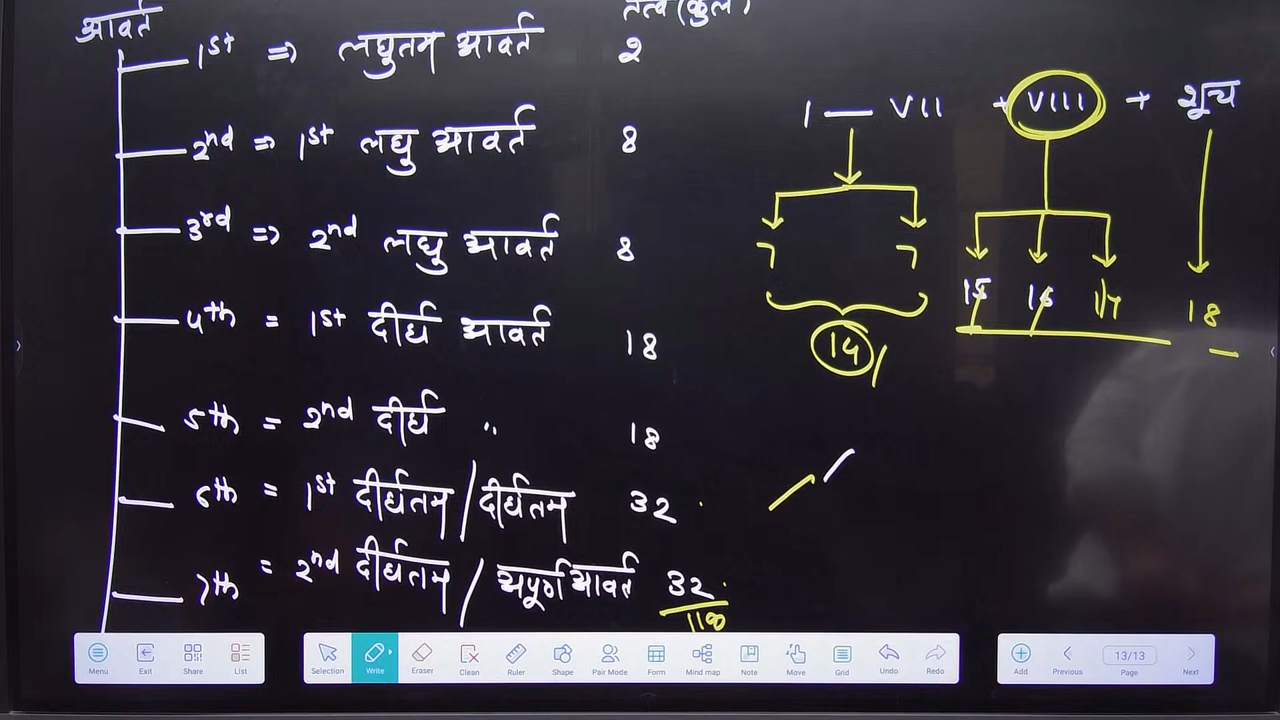 आवर्त
तत्व (कुल)
1st ⇒ लघुतम आवर्त 2
2nd ⇒ 1st लघु आवर्त 8
3rd ⇒ 2nd लघु आवर्त 8
4th = 1st दीर्घ आवर्त 18
5th = 2nd दीर्घ " 18
6th = 1st दीर्घतम / दीर्घतम 32
7th = 2nd दीर्घतम / अपूर्ण आवर्त 32
118
I — VII + VIII + शून्य
7 7 15 16 17 18
14
Menu Exit Share List Selection Write Eraser Clean Ruler Shape Pair Mode Form Mind map Note Move Grid Undo Redo Add Previous 13/13 Page Next